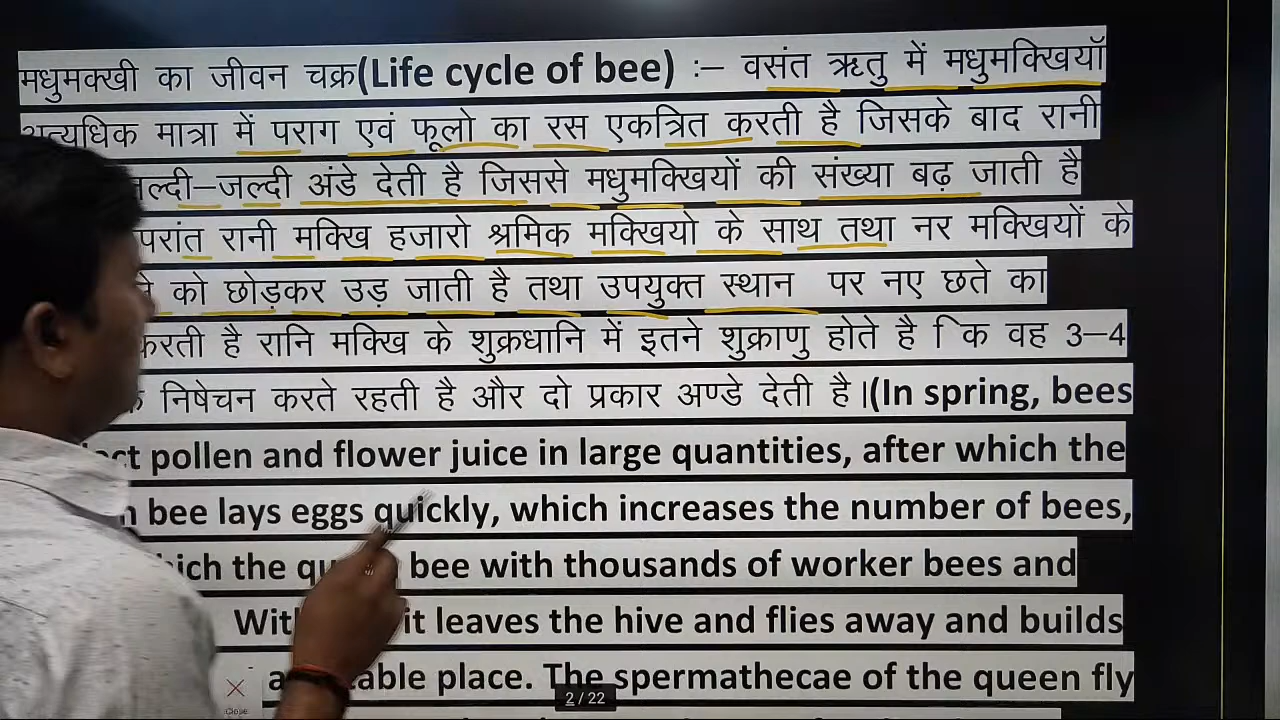 मधुमक्खी का जीवन चक्र(Life cycle of bee) :– वसंत ऋतु में मधुमक्खियॉ
अत्यधिक मात्रा में पराग एवं फूलो का रस एकत्रित करती है जिसके बाद रानी
जल्दी–जल्दी अंडे देती है जिससे मधुमक्खियों की संख्या बढ़ जाती है
रानी मक्खि हजारो श्रमिक मक्खियो के साथ तथा नर मक्खियों के
को छोड़कर उड़ जाती है तथा उपयुक्त स्थान पर नए छते का
करती है रानि मक्खि के शुक्रधानि में इतने शुक्राणु होते है िक वह 3–4
निषेचन करते रहती है और दो प्रकार अण्डे देती है |(In spring, bees
pollen and flower juice in large quantities, after which the
bee lays eggs quickly, which increases the number of bees,
the bee with thousands of worker bees and
it leaves the hive and flies away and builds
place. The spermathecae of the queen fly
Close
2 / 22